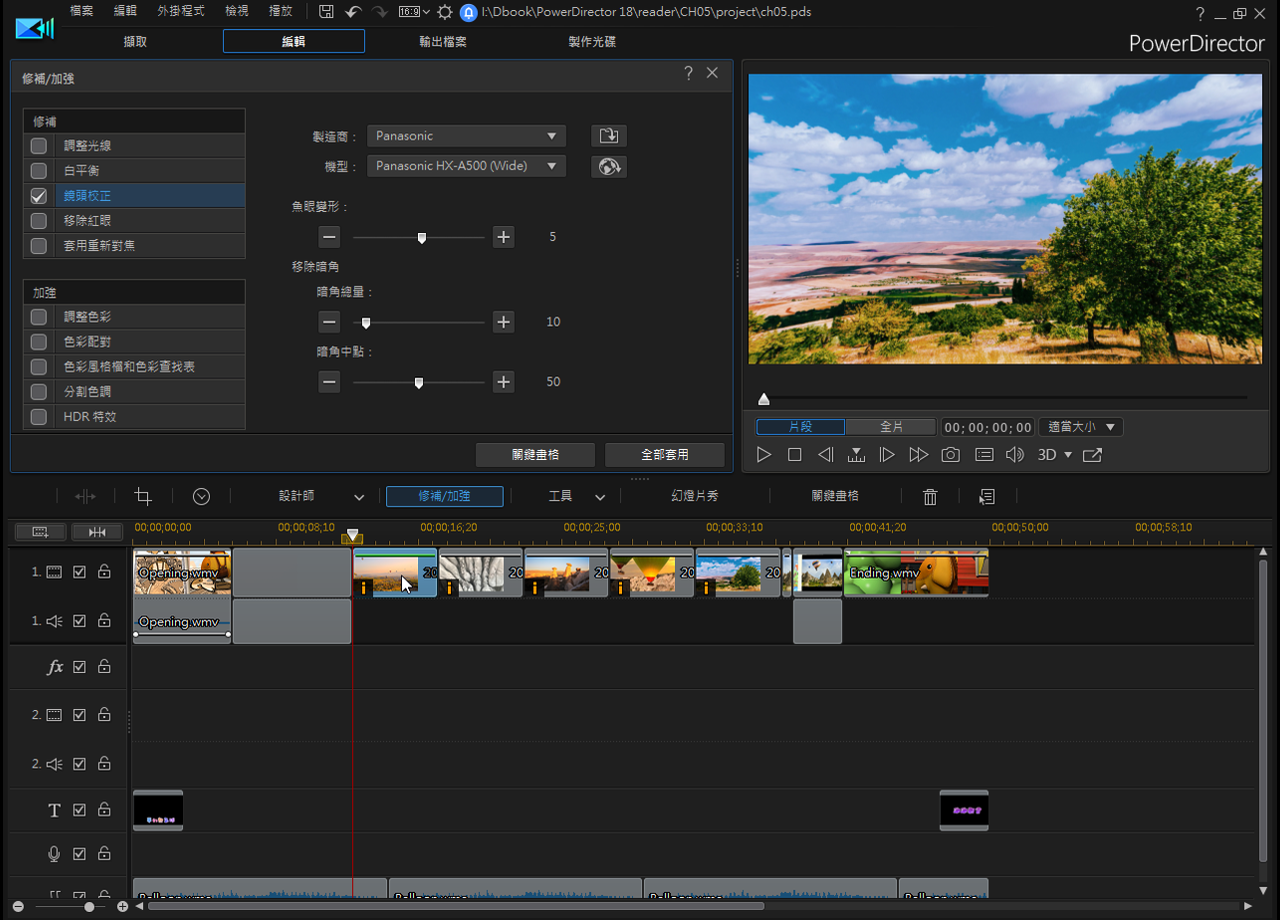 檔案 編輯 外掛程式 檢視 播放 16:9 I:\Dbook\PowerDirector 18\reader\CH05\project\ch05.pds ?
擷取 編輯 輸出檔案 製作光碟 PowerDirector
修補/加強 ?
修補
調整光線
白平衡
鏡頭校正
移除紅眼
套用重新對焦
加強
調整色彩
色彩配對
色彩風格檔和色彩查找表
分割色調
HDR 特效
製造商： Panasonic
機型： Panasonic HX-A500 (Wide)
魚眼變形：
5
移除暗角
暗角總量：
10
暗角中點：
50
關鍵畫格 全部套用
片段 全片 00; 00; 00; 00 適當大小
3D
設計師 修補/加強 工具 幻燈片秀 關鍵畫格
00;00;00;00 00;00;08;10 00;00;16;20 00;00;25;00 00;00;33;10 00;00;41;20 00;00;50;00 00;00;58;10
1. Opening.wmv 20 20 20 20 20 Ending.wmv
1. Opening.wmv
fx
2.
2.
T
Balloon.wma Balloon.wma Balloon.wma Balloon.wma